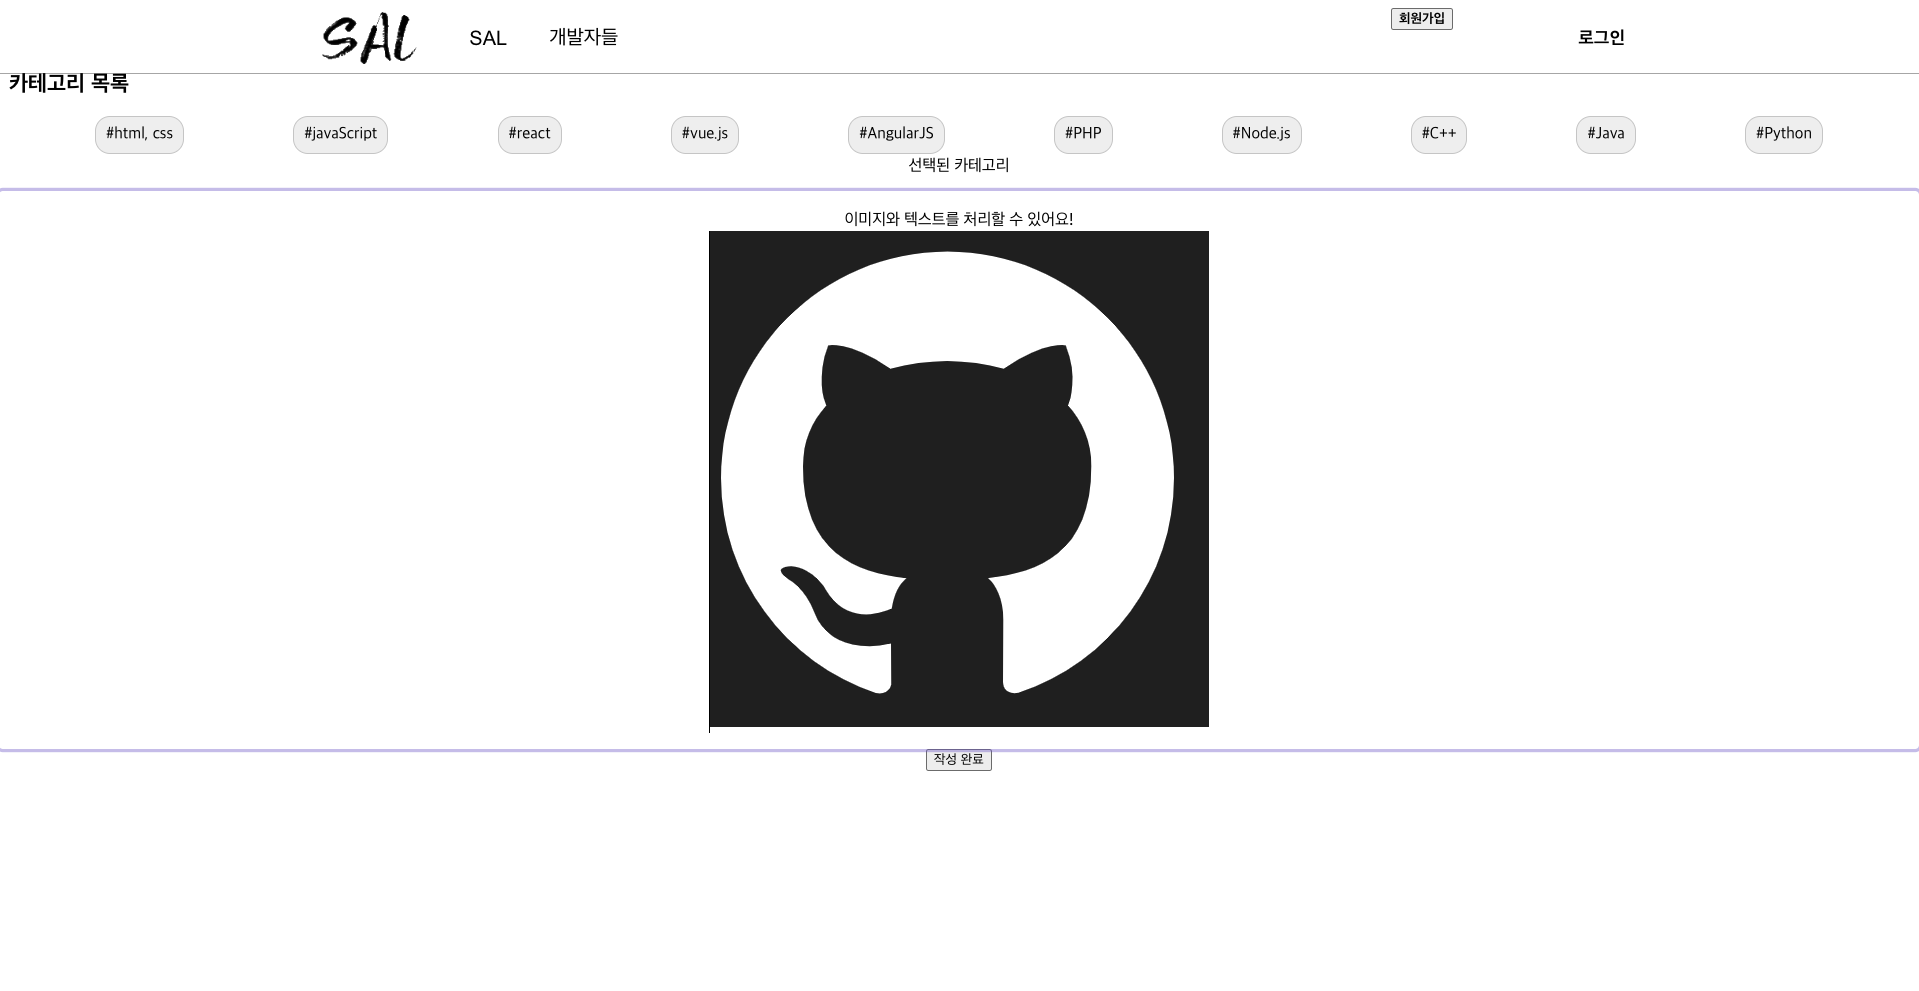 SAL SAL 개발자들 회원가입 로그인
카테고리 목록
#html, css #javaScript #react #vue.js #AngularJS #PHP #Node.js #C++ #Java #Python
선택된 카테고리
이미지와 텍스트를 처리할 수 있어요!
작성 완료